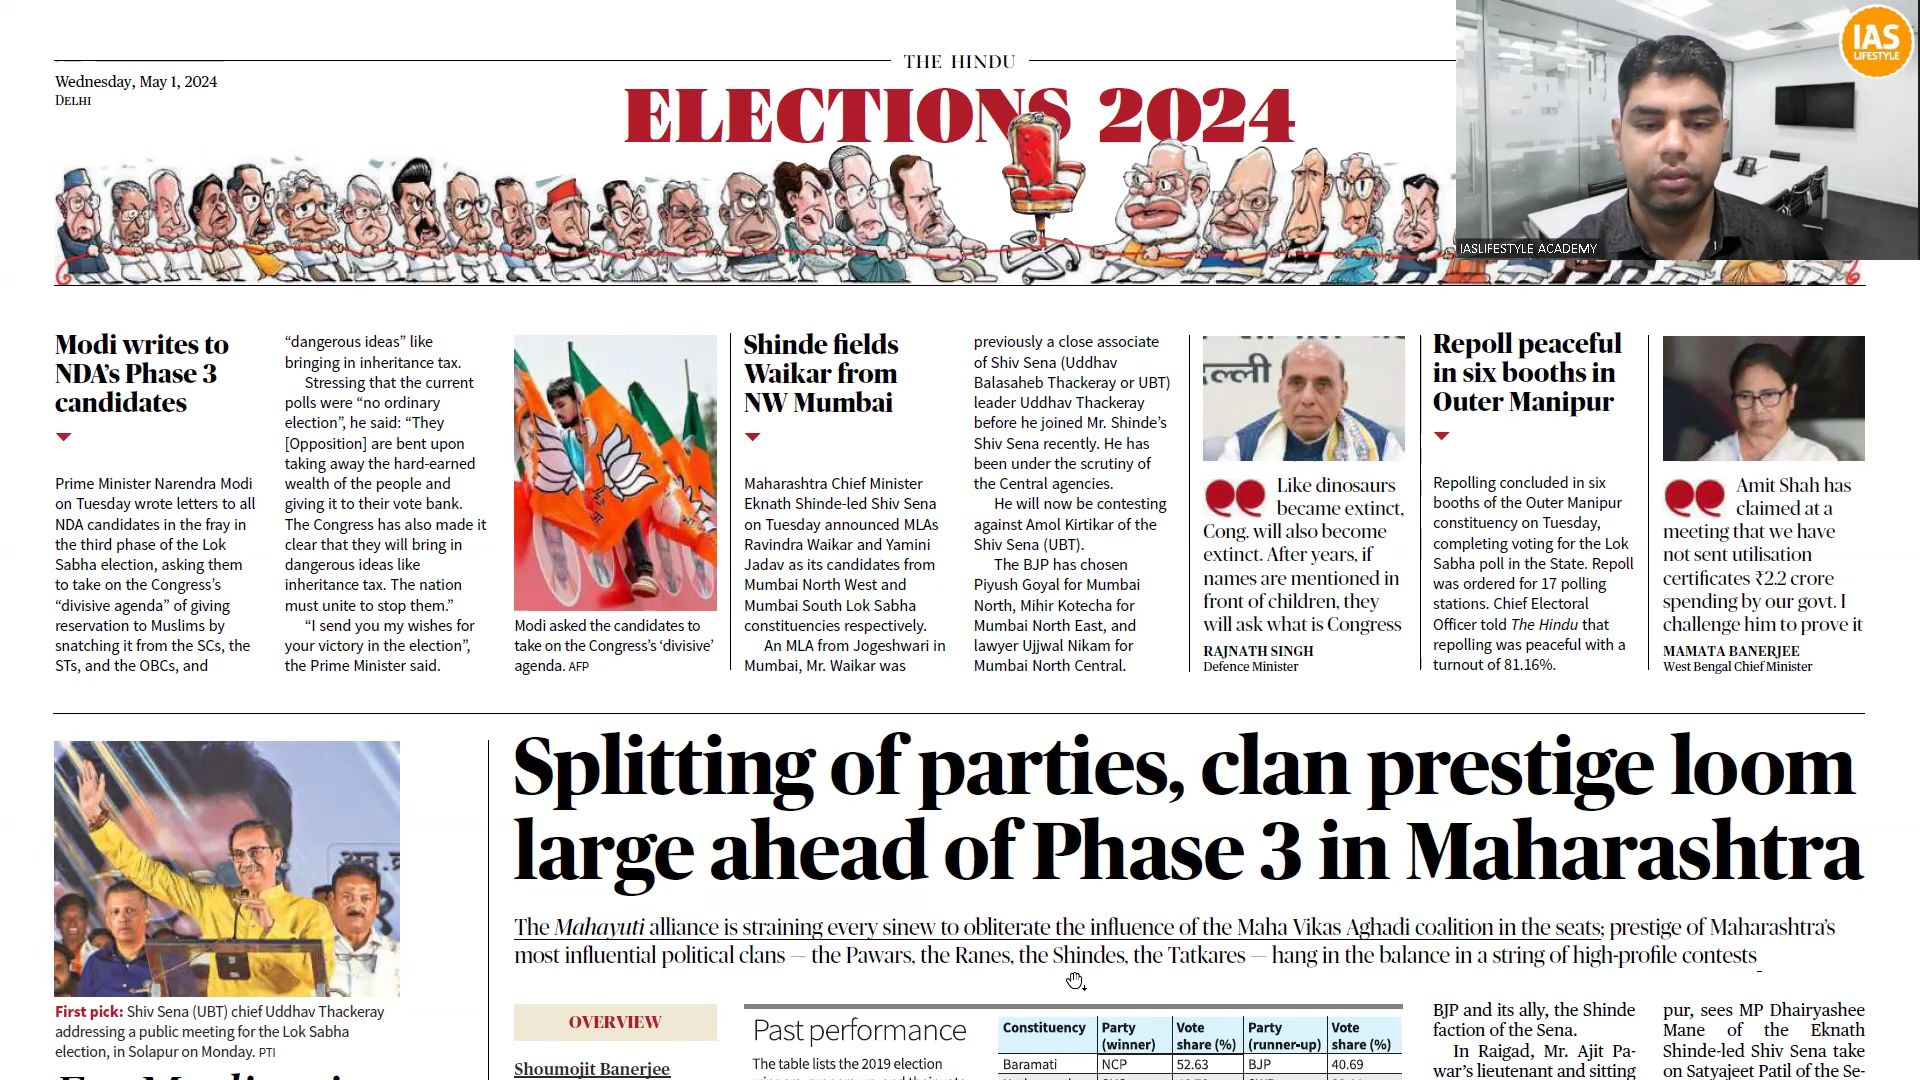 THE HINDU
Wednesday, May 1, 2024
DELHI
ELECTIONS 2024
IAS
LIFESTYLE
IASLIFESTYLE ACADEMY
Modi writes to
NDA's Phase 3
candidates
Prime Minister Narendra Modi
on Tuesday wrote letters to all
NDA candidates in the fray in
the third phase of the Lok
Sabha election, asking them
to take on the Congress's
“divisive agenda” of giving
reservation to Muslims by
snatching it from the SCs, the
STs, and the OBCs, and
“dangerous ideas” like
bringing in inheritance tax.
Stressing that the current
polls were “no ordinary
election”, he said: “They
[Opposition] are bent upon
taking away the hard-earned
wealth of the people and
giving it to their vote bank.
The Congress has also made it
clear that they will bring in
dangerous ideas like
inheritance tax. The nation
must unite to stop them.”
“I send you my wishes for
your victory in the election”,
the Prime Minister said.
Modi asked the candidates to
take on the Congress's ‘divisive’
agenda. AFP
Shinde fields
Waikar from
NW Mumbai
Maharashtra Chief Minister
Eknath Shinde-led Shiv Sena
on Tuesday announced MLAs
Ravindra Waikar and Yamini
Jadav as its candidates from
Mumbai North West and
Mumbai South Lok Sabha
constituencies respectively.
An MLA from Jogeshwari in
Mumbai, Mr. Waikar was
previously a close associate
of Shiv Sena (Uddhav
Balasaheb Thackeray or UBT)
leader Uddhav Thackeray
before he joined Mr. Shinde's
Shiv Sena recently. He has
been under the scrutiny of
the Central agencies.
He will now be contesting
against Amol Kirtikar of the
Shiv Sena (UBT).
The BJP has chosen
Piyush Goyal for Mumbai
North, Mihir Kotecha for
Mumbai North East, and
lawyer Ujjwal Nikam for
Mumbai North Central.
Like dinosaurs
became extinct,
Cong. will also become
extinct. After years, if
names are mentioned in
front of children, they
will ask what is Congress
RAJNATH SINGH
Defence Minister
Repoll peaceful
in six booths in
Outer Manipur
Repolling concluded in six
booths of the Outer Manipur
constituency on Tuesday,
completing voting for the Lok
Sabha poll in the State. Repoll
was ordered for 17 polling
stations. Chief Electoral
Officer told The Hindu that
repolling was peaceful with a
turnout of 81.16%.
Amit Shah has
claimed at a
meeting that we have
not sent utilisation
certificates ₹2.2 crore
spending by our govt. I
challenge him to prove it
MAMATA BANERJEE
West Bengal Chief Minister
First pick: Shiv Sena (UBT) chief Uddhav Thackeray
addressing a public meeting for the Lok Sabha
election, in Solapur on Monday. PTI
Splitting of parties, clan prestige loom
large ahead of Phase 3 in Maharashtra
The Mahayuti alliance is straining every sinew to obliterate the influence of the Maha Vikas Aghadi coalition in the seats; prestige of Maharashtra's
most influential political clans — the Pawars, the Ranes, the Shindes, the Tatkares — hang in the balance in a string of high-profile contests
OVERVIEW
Shoumojit Banerjee
Past performance
The table lists the 2019 election
Constituency Party (winner) Vote share (%) Party (runner-up) Vote share (%)
Baramati NCP 52.63 BJP 40.69
BJP and its ally, the Shinde
faction of the Sena.
In Raigad, Mr. Ajit Pa-
war's lieutenant and sitting
pur, sees MP Dhairyashee
Mane of the Eknath
Shinde-led Shiv Sena take
on Satyajeet Patil of the Se-